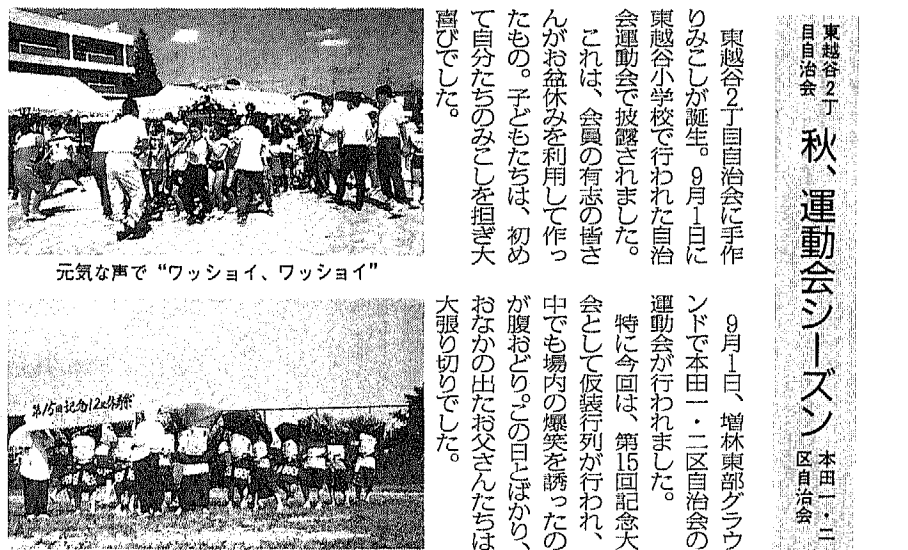 東越谷2丁
目自治会
秋、運動会シーズン
本田一・二
区自治会
東越谷2丁目自治会に手作
りみこしが誕生。9月1日に
東越谷小学校で行われた自治
会運動会で披露されました。
これは、会員の有志の皆さ
んがお盆休みを利用して作っ
たもの。子どもたちは、初め
て自分たちのみこしを担ぎ大
喜びでした。
元気な声で“ワッショイ、ワッショイ”
9月1日、増林東部グラウ
ンドで本田一・二区自治会の
運動会が行われました。
特に今回は、第15回記念大
会として仮装行列が行われ、
中でも場内の爆笑を誘ったの
が腹おどり。この日とばかり、
おなかの出たお父さんたちは
大張り切りでした。
第15回記念